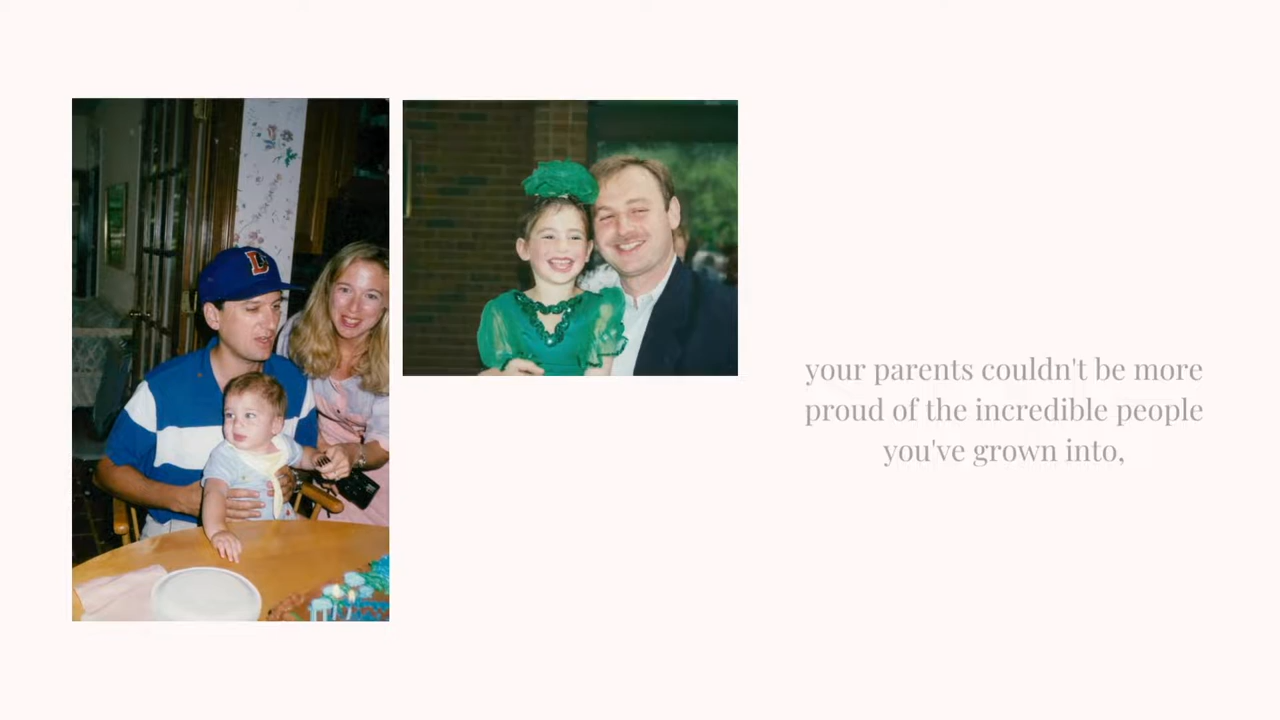 your parents couldn't be more
proud of the incredible people
you've grown into,